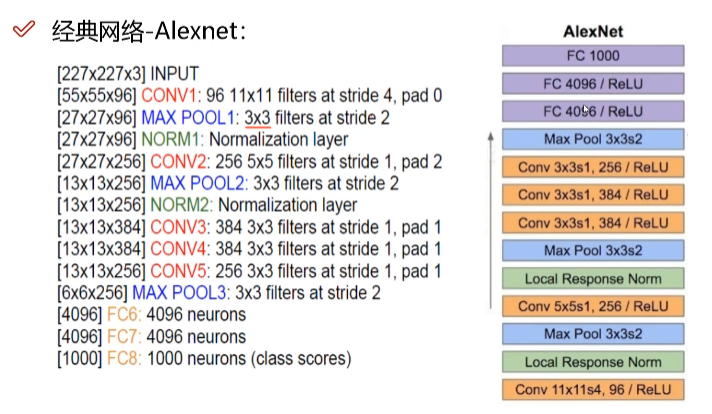 经典网络-Alexnet：
[227x227x3] INPUT
[55x55x96] CONV1: 96 11x11 filters at stride 4, pad 0
[27x27x96] MAX POOL1: 3x3 filters at stride 2
[27x27x96] NORM1: Normalization layer
[27x27x256] CONV2: 256 5x5 filters at stride 1, pad 2
[13x13x256] MAX POOL2: 3x3 filters at stride 2
[13x13x256] NORM2: Normalization layer
[13x13x384] CONV3: 384 3x3 filters at stride 1, pad 1
[13x13x384] CONV4: 384 3x3 filters at stride 1, pad 1
[13x13x256] CONV5: 256 3x3 filters at stride 1, pad 1
[6x6x256] MAX POOL3: 3x3 filters at stride 2
[4096] FC6: 4096 neurons
[4096] FC7: 4096 neurons
[1000] FC8: 1000 neurons (class scores)
AlexNet
FC 1000
FC 4096 / ReLU
FC 4096 / ReLU
Max Pool 3x3s2
Conv 3x3s1, 256 / ReLU
Conv 3x3s1, 384 / ReLU
Conv 3x3s1, 384 / ReLU
Max Pool 3x3s2
Local Response Norm
Conv 5x5s1, 256 / ReLU
Max Pool 3x3s2
Local Response Norm
Conv 11x11s4, 96 / ReLU